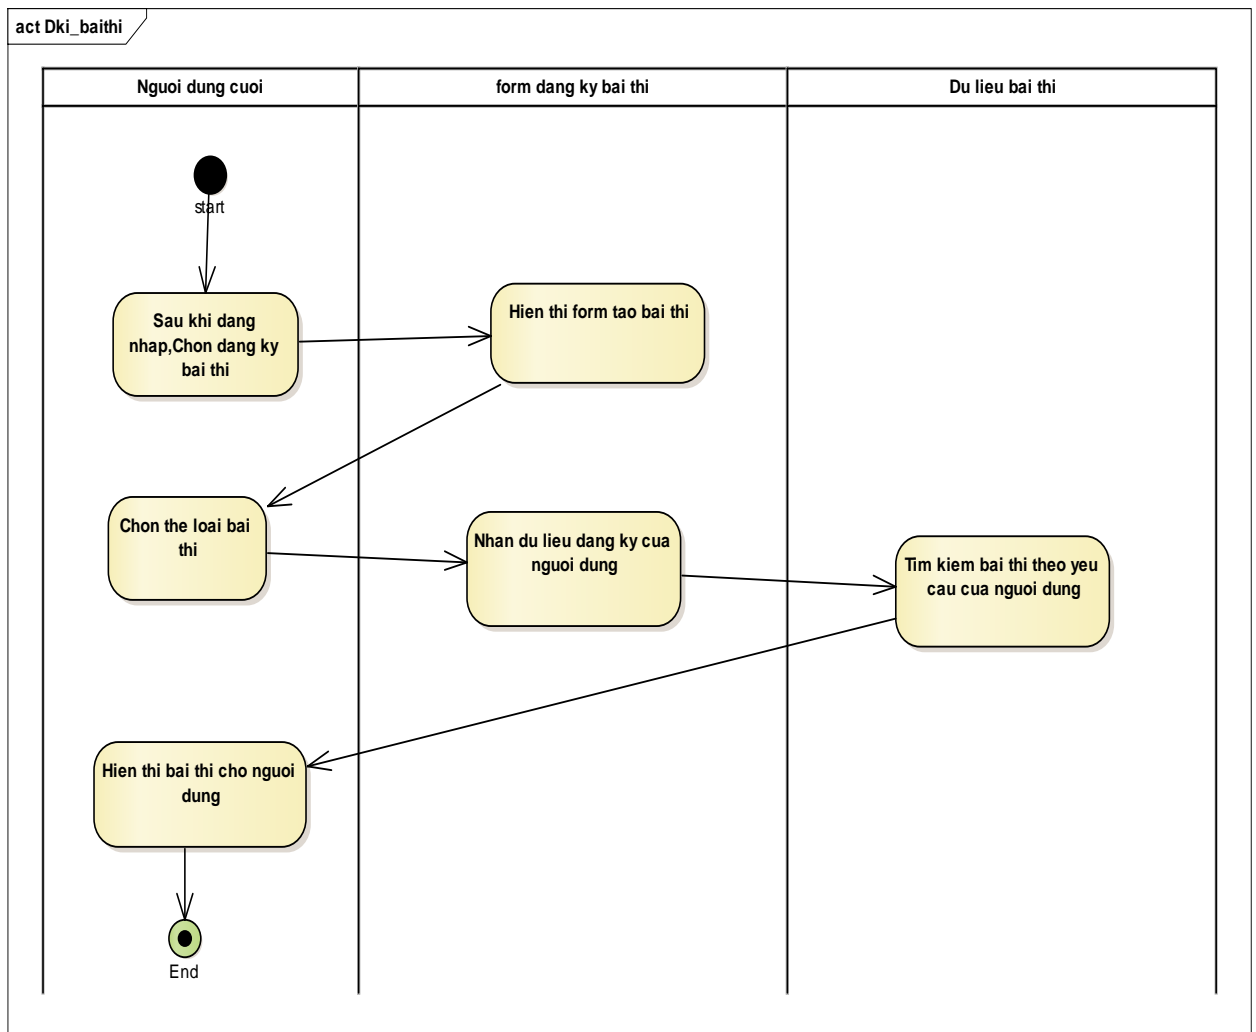 act Dki_baithi
Nguoi dung cuoi
form dang ky bai thi
Du lieu bai thi
start
Sau khi dang
nhap,Chon dang ky
bai thi
Hien thi form tao bai thi
Chon the loai bai
thi
Nhan du lieu dang ky cua
nguoi dung
Tim kiem bai thi theo yeu
cau cua nguoi dung
Hien thi bai thi cho nguoi
dung
End